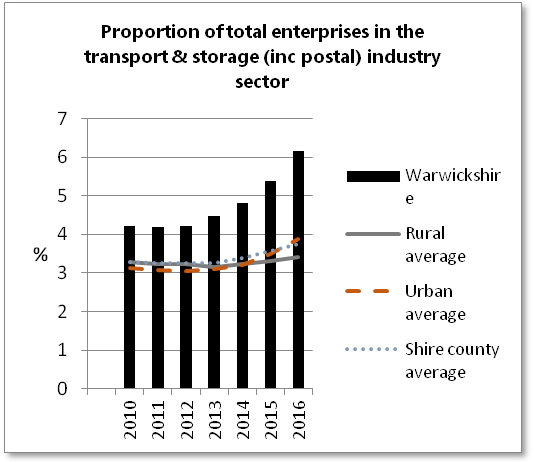 Proportion of total enterprises in the
transport & storage (inc postal) industry
sector
7
6
5
4
3
2
1
0
%
2010
2011
2012
2013
2014
2015
2016
Warwickshir
e
Rural
average
Urban
average
Shire county
average